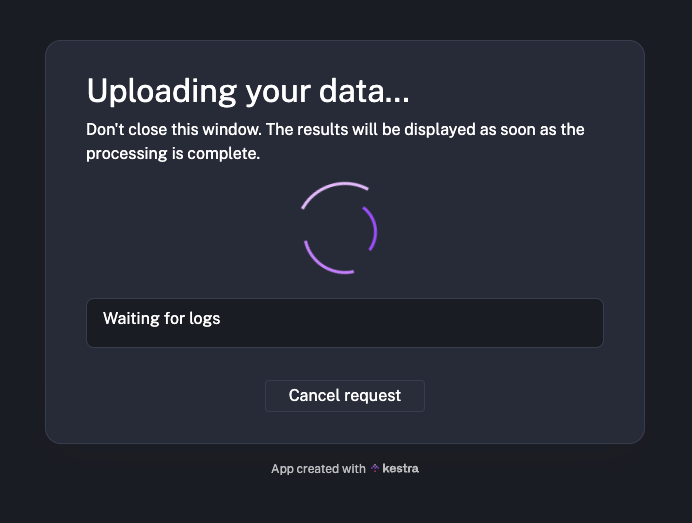 Uploading your data...
Don't close this window. The results will be displayed as soon as the
processing is complete.
Waiting for logs
Cancel request
App created with kestra